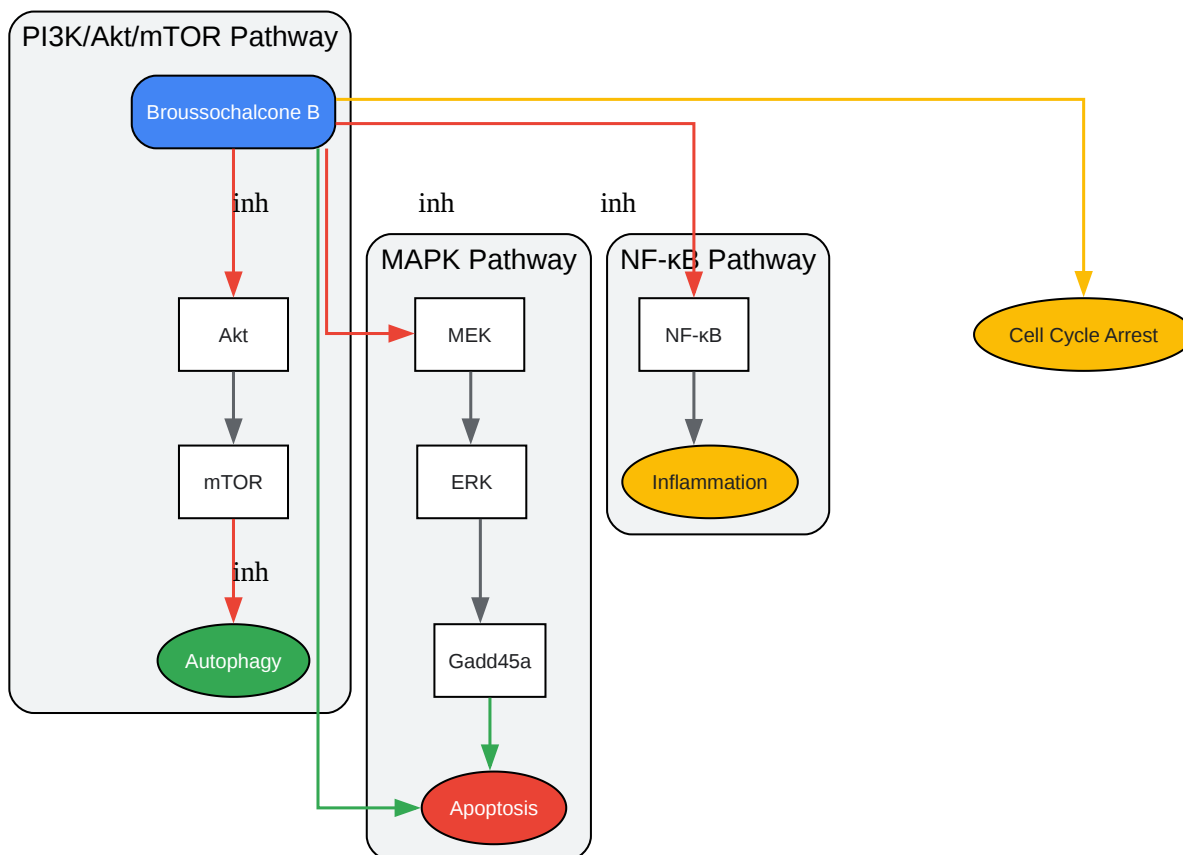 PI3K/Akt/mTOR Pathway
Broussochalcone B
inh
inh
inh
MAPK Pathway
NF-κB Pathway
Akt
MEK
NF-κB
Cell Cycle Arrest
mTOR
ERK
Inflammation
inh
Autophagy
Gadd45a
Apoptosis